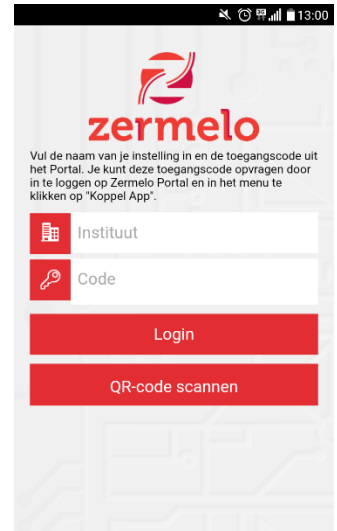 13:00
zermelo
Vul de naam van je instelling in en de toegangscode uit
het Portal. Je kunt deze toegangscode opvragen door
in te loggen op Zermelo Portal en in het menu te
klikken op "Koppel App".
Instituut
Code
Login
QR-code scannen